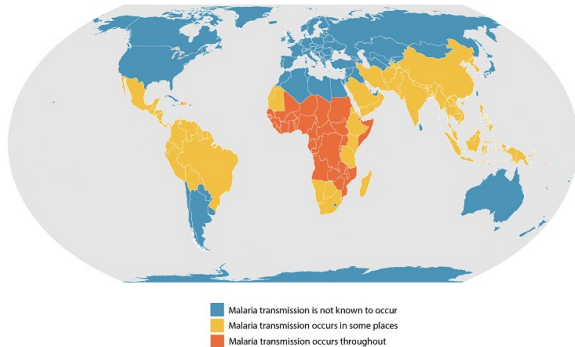 Malaria transmission is not known to occur
Malaria transmission occurs in some places
Malaria transmission occurs throughout